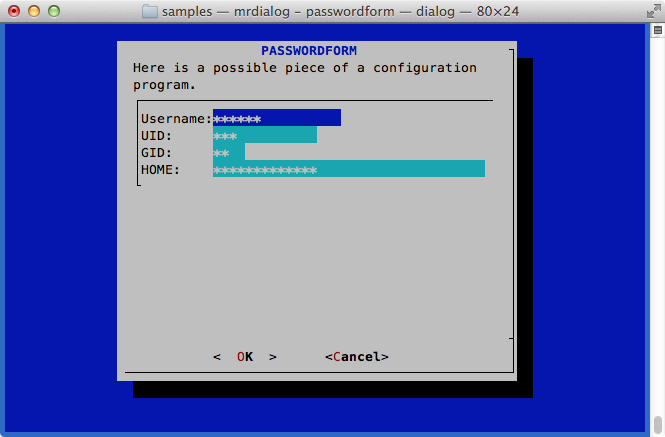 samples — mrdialog – passwordform — dialog — 80×24
PASSWORDFORM
Here is a possible piece of a configuration
program.
Username:******
UID: ***
GID: **
HOME: *************
< OK > <Cancel>